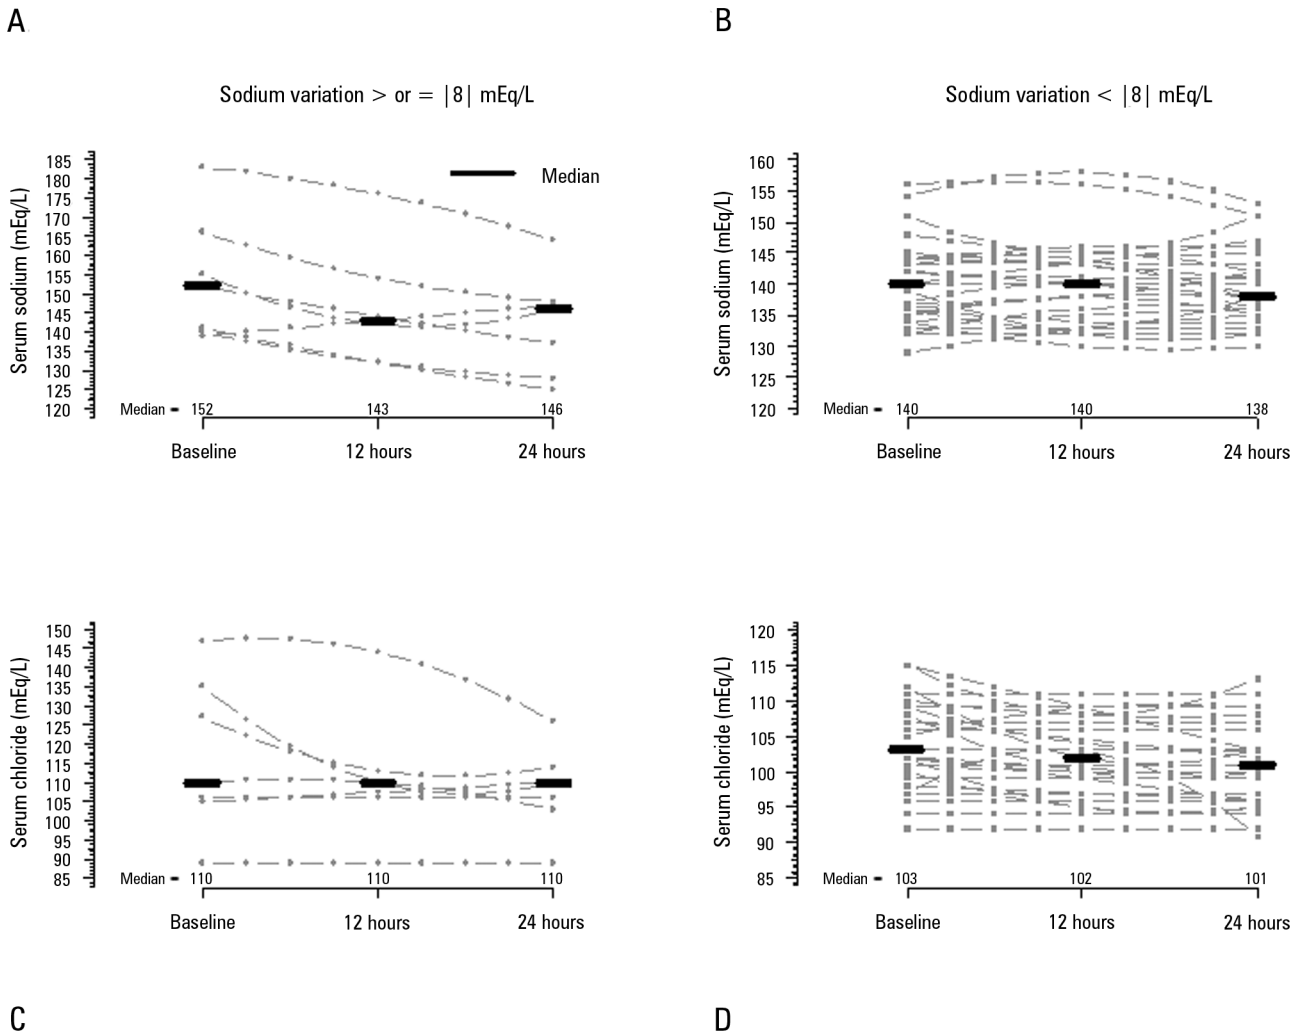 A
B
Sodium variation > or = |8| mEq/L
Sodium variation < |8| mEq/L
Serum sodium (mEq/L)
185
180
175
170
165
160
155
150
145
140
135
130
125
120
Median
Median
152
143
146
Baseline
12 hours
24 hours
Serum sodium (mEq/L)
160
155
150
145
140
135
130
125
120
Median
140
140
138
Baseline
12 hours
24 hours
Serum chloride (mEq/L)
150
145
140
135
130
125
120
115
110
105
100
95
90
85
Median
110
110
110
Baseline
12 hours
24 hours
Serum chloride (mEq/L)
120
115
110
105
100
95
90
85
Median
103
102
101
Baseline
12 hours
24 hours
C
D